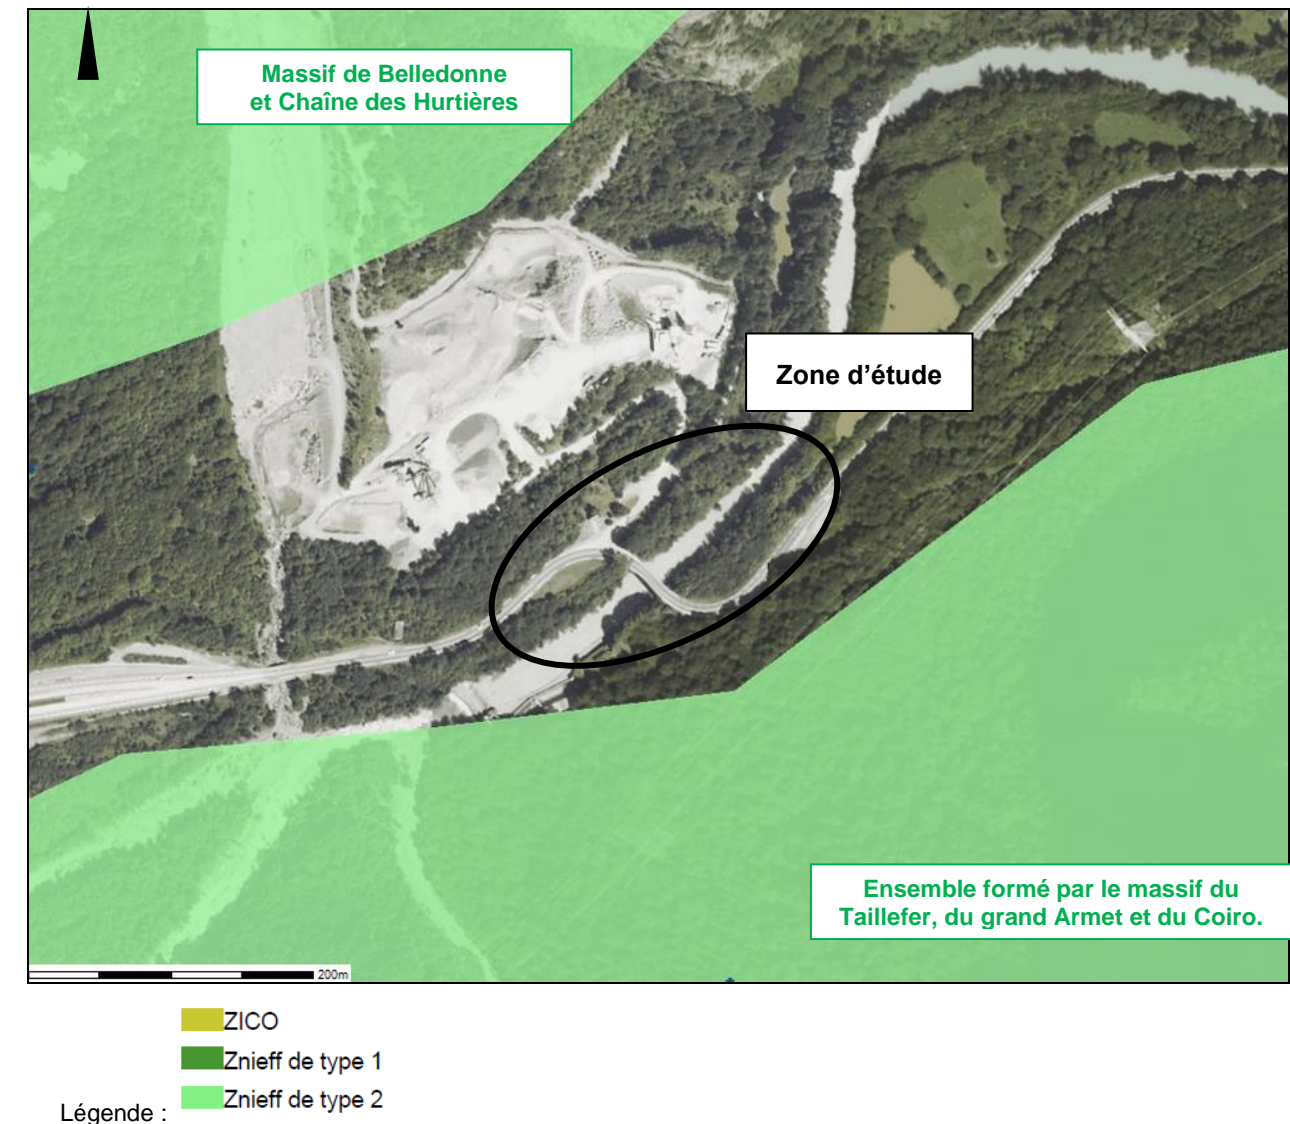 Massif de Belledonne
et Chaîne des Hurtières
Zone d’étude
Ensemble formé par le massif du
Taillefer, du grand Armet et du Coiro.
200m
ZICO
Znieff de type 1
Znieff de type 2
Légende :